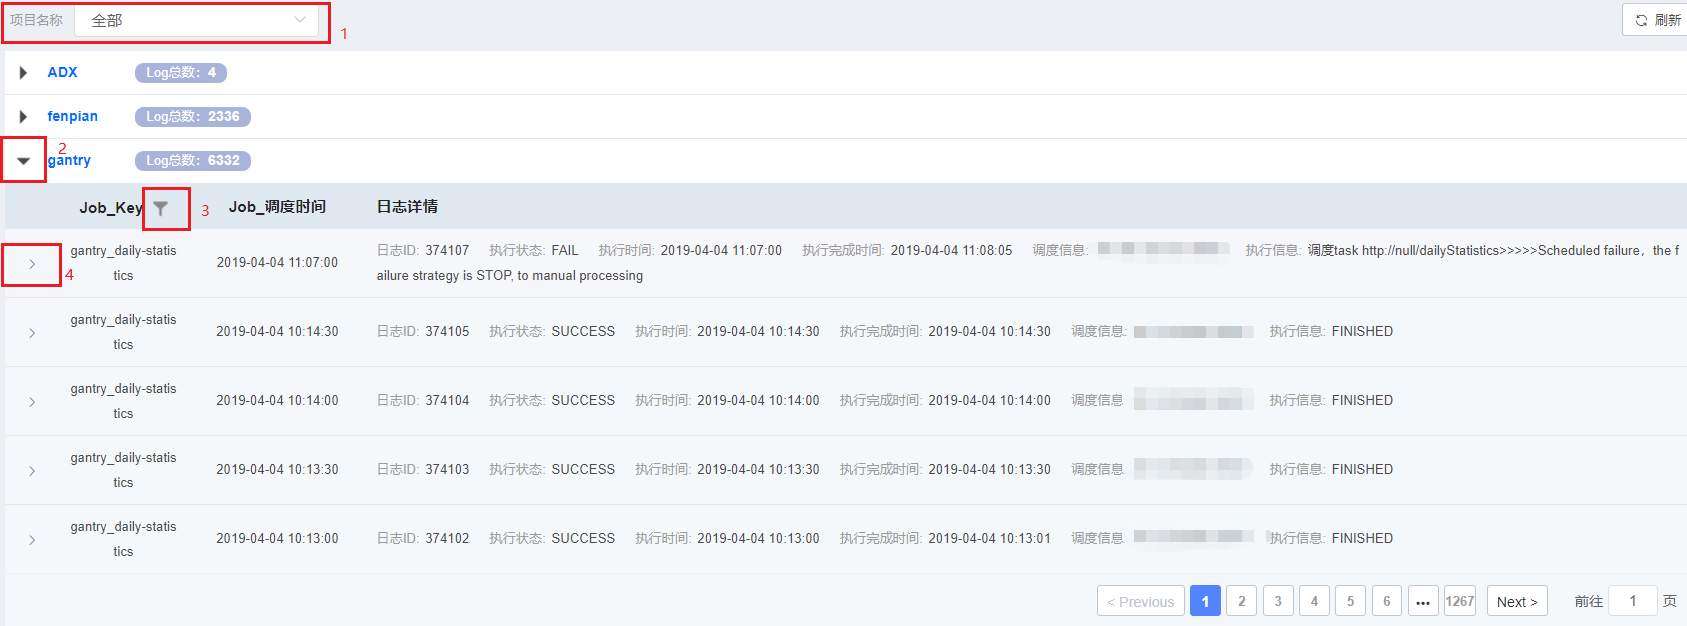 项目名称 全部 1 刷新
ADX Log总数：4
fenpian Log总数：2336
2
gantry Log总数：6332
Job_Key 3 Job_调度时间 日志详情
gantry_daily-statis
tics
2019-04-04 11:07:00
日志ID: 374107 执行状态: FAIL 执行时间: 2019-04-04 11:07:00 执行完成时间: 2019-04-04 11:08:05 调度信息: 执行信息: 调度task http://null/dailyStatistics>>>>>Scheduled failure，the f
ailure strategy is STOP, to manual processing
4
gantry_daily-statis
tics
2019-04-04 10:14:30
日志ID: 374105 执行状态: SUCCESS 执行时间: 2019-04-04 10:14:30 执行完成时间: 2019-04-04 10:14:30 调度信息: 执行信息: FINISHED
gantry_daily-statis
tics
2019-04-04 10:14:00
日志ID: 374104 执行状态: SUCCESS 执行时间: 2019-04-04 10:14:00 执行完成时间: 2019-04-04 10:14:00 调度信息 执行信息: FINISHED
gantry_daily-statis
tics
2019-04-04 10:13:30
日志ID: 374103 执行状态: SUCCESS 执行时间: 2019-04-04 10:13:30 执行完成时间: 2019-04-04 10:13:30 调度信息 执行信息: FINISHED
gantry_daily-statis
tics
2019-04-04 10:13:00
日志ID: 374102 执行状态: SUCCESS 执行时间: 2019-04-04 10:13:00 执行完成时间: 2019-04-04 10:13:01 调度信息 执行信息: FINISHED
< Previous 1 2 3 4 5 6 ••• 1267 Next > 前往 1 页